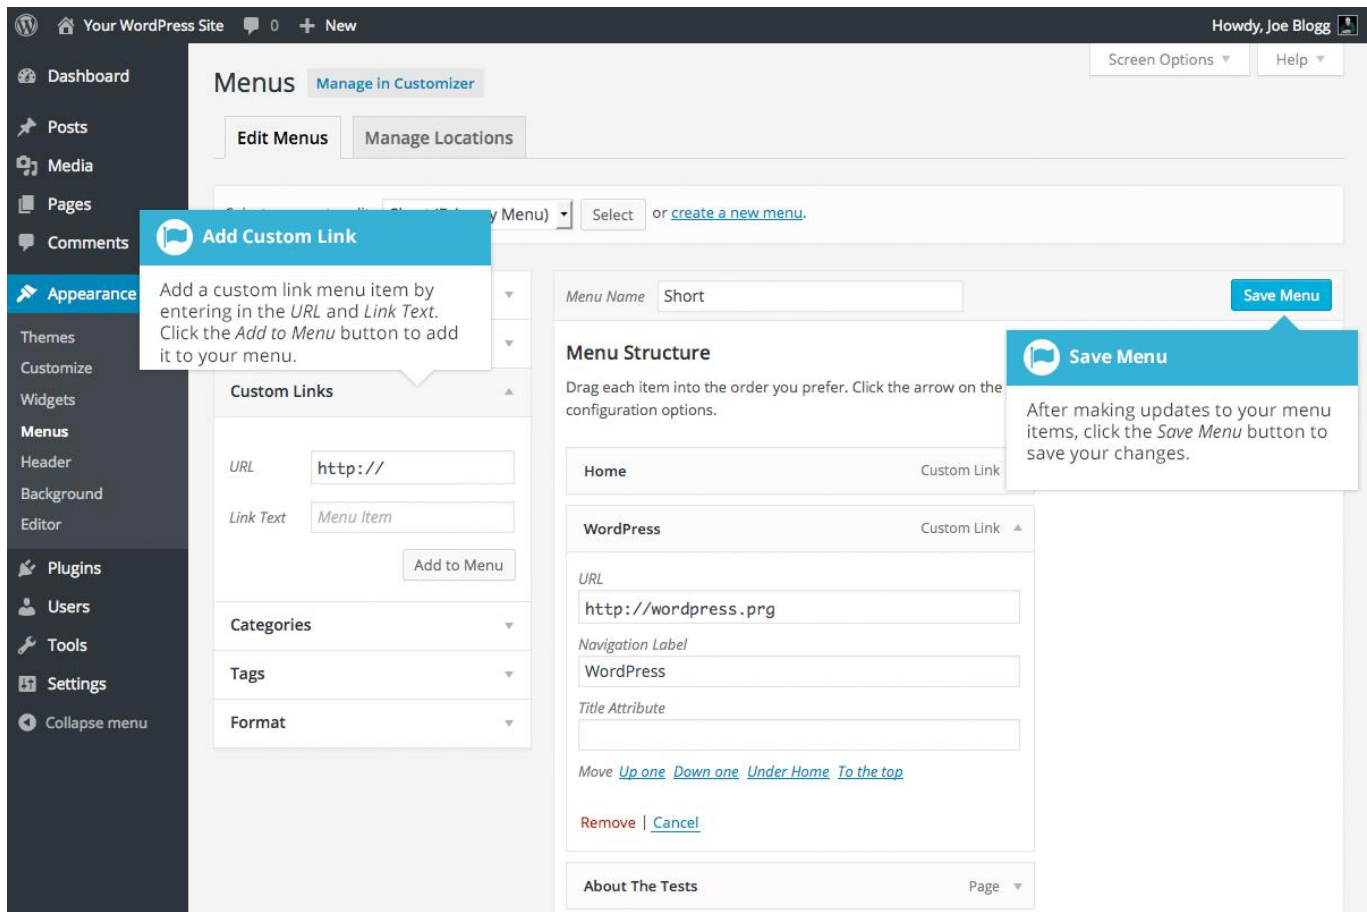 Your WordPress Site 0 + New Howdy, Joe Blogg
Screen Options Help
Dashboard
Posts
Media
Pages
Comments
Appearance
Themes
Customize
Widgets
Menus
Header
Background
Editor
Plugins
Users
Tools
Settings
Collapse menu
Menus Manage in Customizer
Edit Menus Manage Locations
Menu) Select or create a new menu.
Add Custom Link
Add a custom link menu item by
entering in the URL and Link Text.
Click the Add to Menu button to add
it to your menu.
Custom Links
URL http://
Link Text Menu Item
Add to Menu
Categories
Tags
Format
Menu Name Short Save Menu
Menu Structure
Drag each item into the order you prefer. Click the arrow on the
configuration options.
Save Menu
After making updates to your menu
items, click the Save Menu button to
save your changes.
Home Custom Link
WordPress Custom Link
URL
http://wordpress.prg
Navigation Label
WordPress
Title Attribute
Move Up one Down one Under Home To the top
Remove | Cancel
About The Tests Page